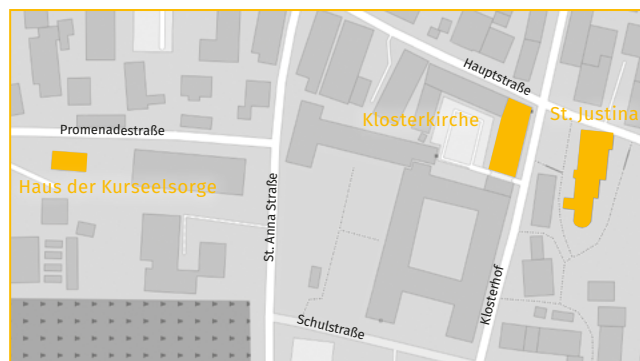 Hauptstraße
St. Justina
Klosterkirche
Promenadestraße
Haus der Kurseelsorge
St. Anna Straße
Klosterhof
Schulstraße